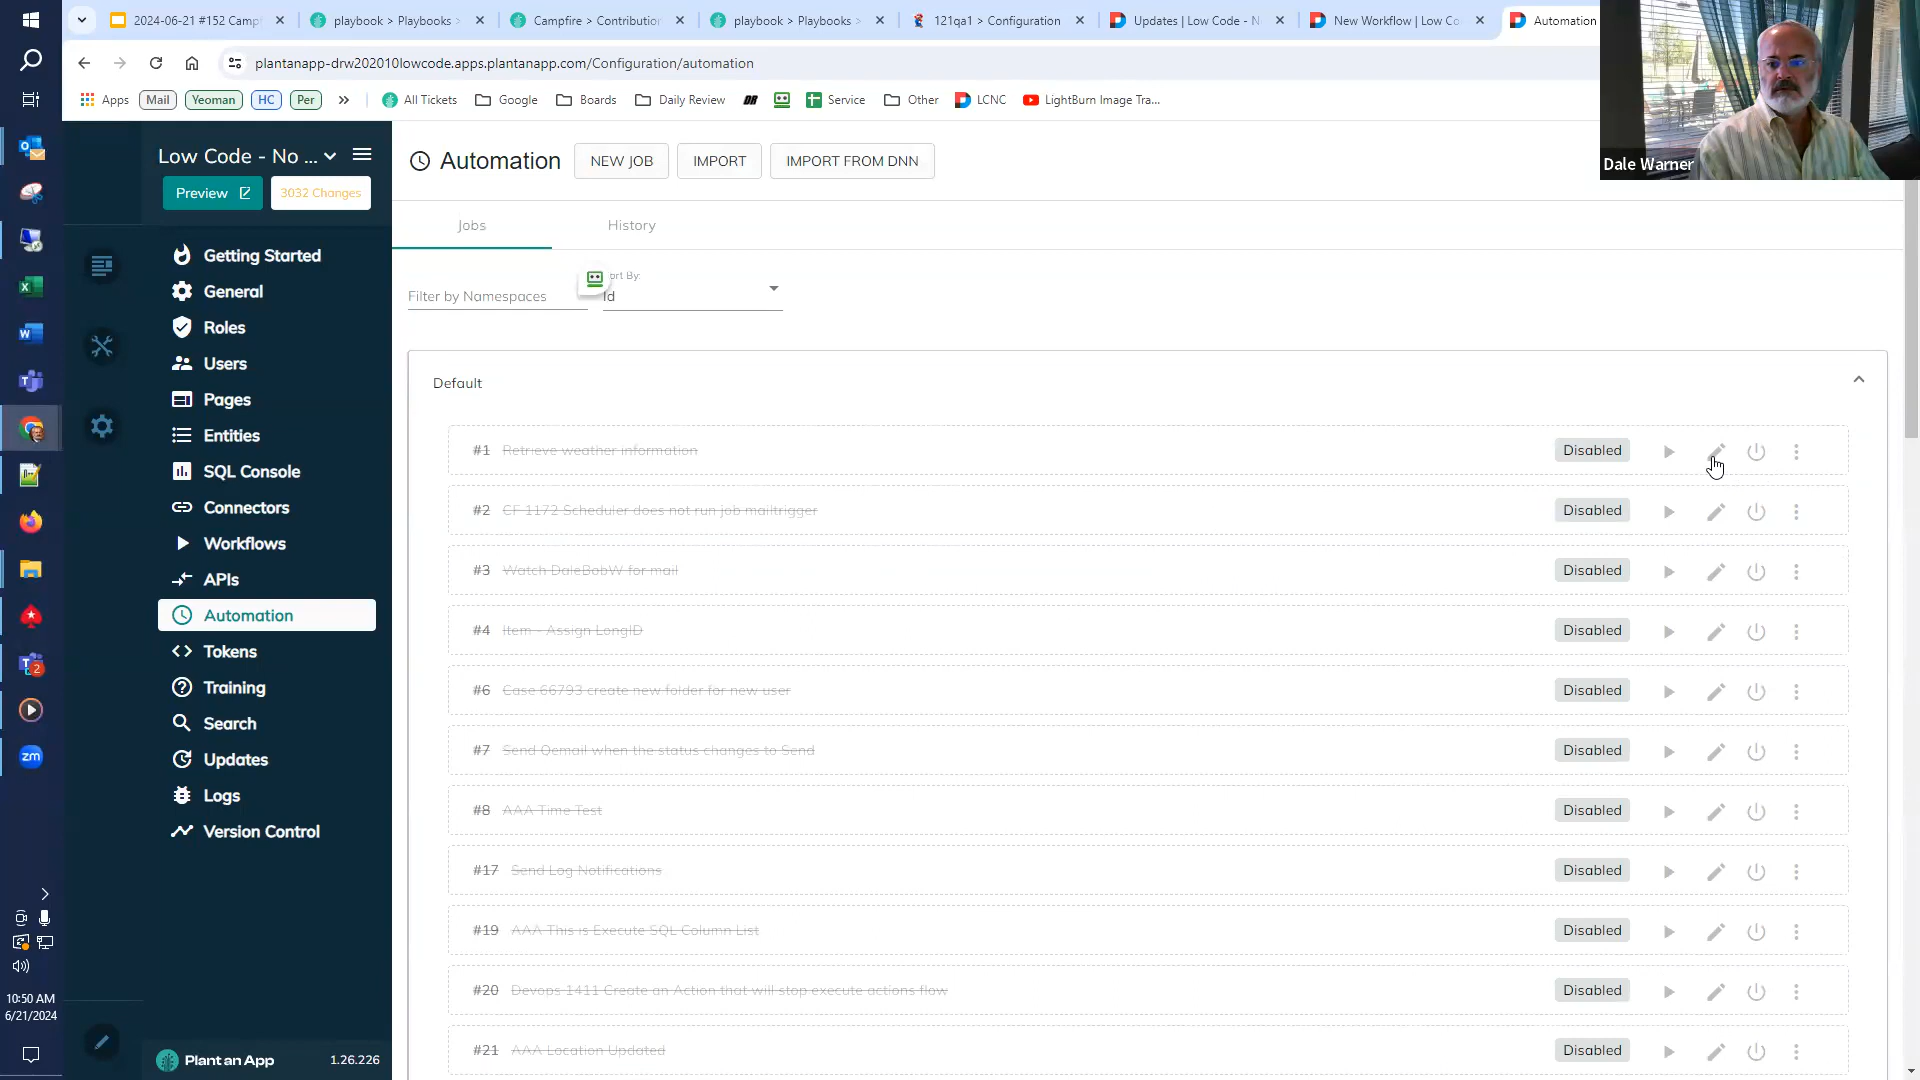 2024-06-21 #152 Campf
playbook > Playbooks >
Campfire > Contribution
playbook > Playbooks >
121qa1 > Configuration
Updates | Low Code - N
New Workflow | Low Co
Automation
plantanapp-drw202010lowcode.apps.plantanapp.com/Configuration/automation
Apps
Mail
Yeoman
HC
Per
All Tickets
Google
Boards
Daily Review
Service
Other
LCNC
LightBurn Image Tra...
Dale Warner
Low Code - No ...
Preview
3032 Changes
Getting Started
General
Roles
Users
Pages
Entities
SQL Console
Connectors
Workflows
APIs
Automation
Tokens
Training
Search
Updates
Logs
Version Control
Plant an App
1.26.226
Automation
NEW JOB
IMPORT
IMPORT FROM DNN
Jobs
History
Filter by Namespaces
ort By:
Id
Default
#1 Retrieve weather information Disabled
#2 CF 1172 Scheduler does not run job mailtrigger Disabled
#3 Watch DaleBobW for mail Disabled
#4 Item - Assign LongID Disabled
#6 Case 66793 create new folder for new user Disabled
#7 Send Qemail when the status changes to Send Disabled
#8 AAA Time Test Disabled
#17 Send Log Notifications Disabled
#19 AAA This is Execute SQL Column List Disabled
#20 Devops 1411 Create an Action that will stop execute actions flow Disabled
#21 AAA Location Updated Disabled
2
zm
10:50 AM
6/21/2024